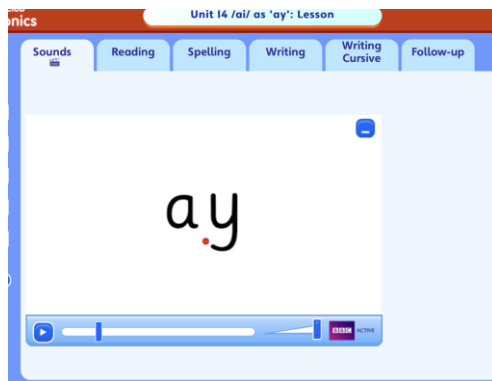 Unit 14 /ai/ as 'ay': Lesson
onics
Sounds
Reading
Spelling
Writing
Writing
Cursive
Follow-up
ay
BBC ACTIVE